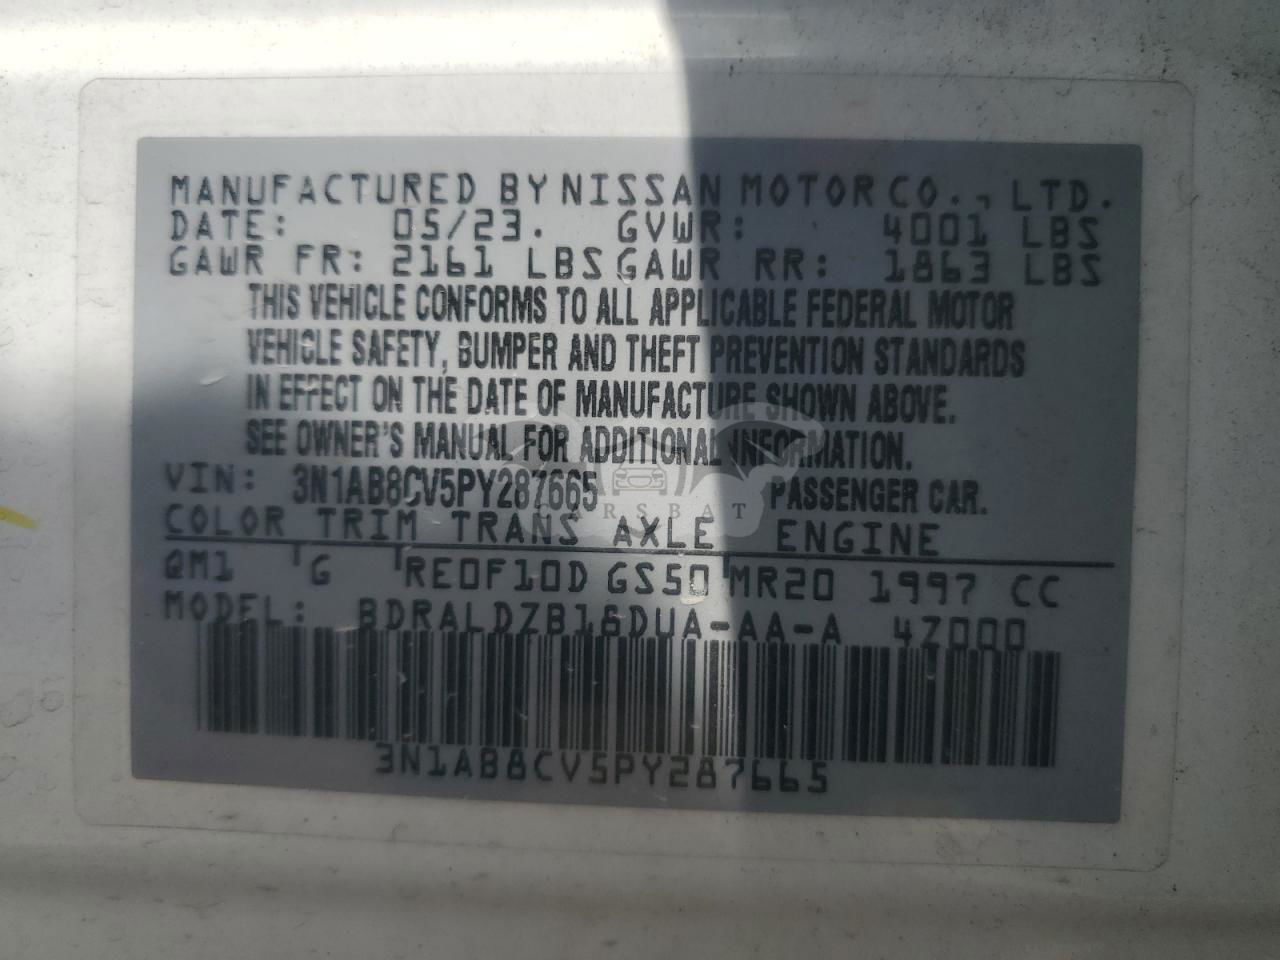 MANUFACTURED BY NISSAN MOTOR CO., LTD.
DATE: 05/23. GVWR: 4001 LBS
GAWR FR: 2161 LBS GAWR RR: 1863 LBS
THIS VEHICLE CONFORMS TO ALL APPLICABLE FEDERAL MOTOR
VEHICLE SAFETY, BUMPER AND THEFT PREVENTION STANDARDS
IN EFFECT ON THE DATE OF MANUFACTURE SHOWN ABOVE.
SEE OWNER'S MANUAL FOR ADDITIONAL INFORMATION.
VIN: 3N1AB8CV5PY287665 PASSENGER CAR.
CARSBAT
COLOR TRIM TRANS AXLE ENGINE
QM1 G RE0F10D GS50 MR20 1997 CC
MODEL: BDRALDZB16DUA-AA-A 4Z000
3N1AB8CV5PY287665